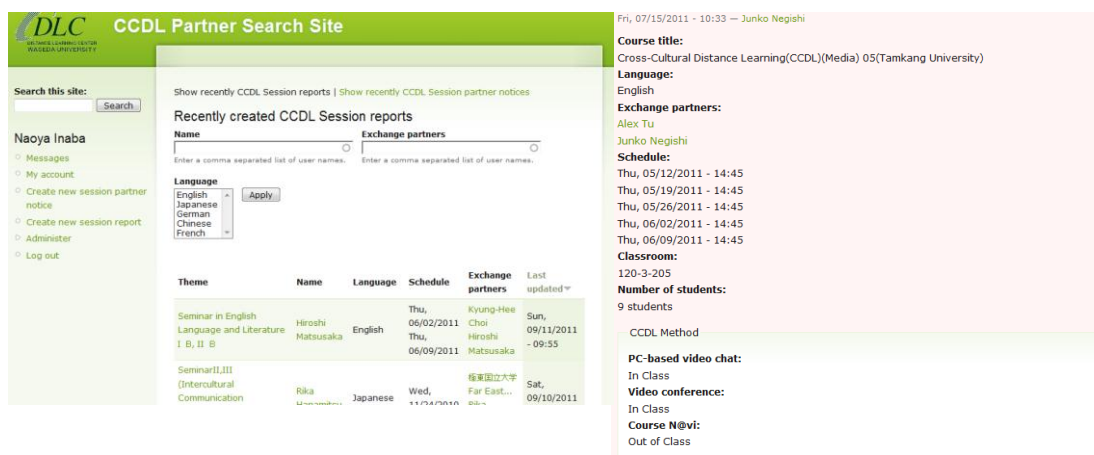 DLC
DISTANCE LEARNING CENTER
WASEDA UNIVERSITY
CCDL Partner Search Site
Search this site:
Search
Naoya Inaba
Messages
My account
Create new session partner
notice
Create new session report
Administer
Log out
Show recently CCDL Session reports | Show recently CCDL Session partner notices
Recently created CCDL Session reports
Name Exchange partners
Enter a comma separated list of user names. Enter a comma separated list of user names.
Language
English
Japanese
German
Chinese
French
Apply
Theme Name Language Schedule Exchange partners Last updated
Seminar in English
Language and Literature
I B, II B
Hiroshi
Matsusaka
English
Thu,
06/02/2011
Thu,
06/09/2011
Kyung-Hee
Choi
Hiroshi
Matsusaka
Sun,
09/11/2011
- 09:55
SeminarII,III
(Intercultural
Communication
Rika
Hanamitsu
Japanese
Wed,
11/24/2010
極東国立大学
Far East...
Rika
Sat,
09/10/2011
Fri, 07/15/2011 - 10:33 — Junko Negishi
Course title:
Cross-Cultural Distance Learning(CCDL)(Media) 05(Tamkang University)
Language:
English
Exchange partners:
Alex Tu
Junko Negishi
Schedule:
Thu, 05/12/2011 - 14:45
Thu, 05/19/2011 - 14:45
Thu, 05/26/2011 - 14:45
Thu, 06/02/2011 - 14:45
Thu, 06/09/2011 - 14:45
Classroom:
120-3-205
Number of students:
9 students
CCDL Method
PC-based video chat:
In Class
Video conference:
In Class
Course N@vi:
Out of Class